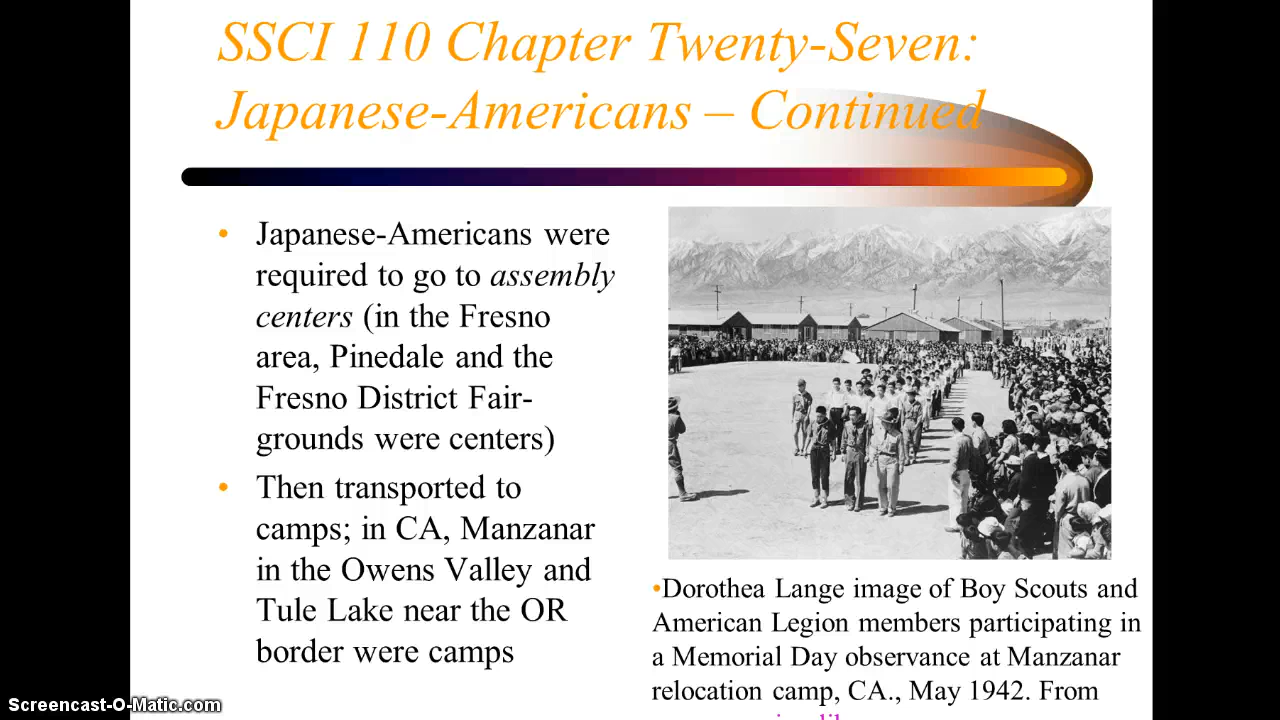 SSCI 110 Chapter Twenty-Seven:
Japanese-Americans – Continued
• Japanese-Americans were
required to go to assembly
centers (in the Fresno
area, Pinedale and the
Fresno District Fair-
grounds were centers)
• Then transported to
camps; in CA, Manzanar
in the Owens Valley and
Tule Lake near the OR
border were camps
•Dorothea Lange image of Boy Scouts and
American Legion members participating in
a Memorial Day observance at Manzanar
relocation camp, CA., May 1942. From
Screencast-O-Matic.com